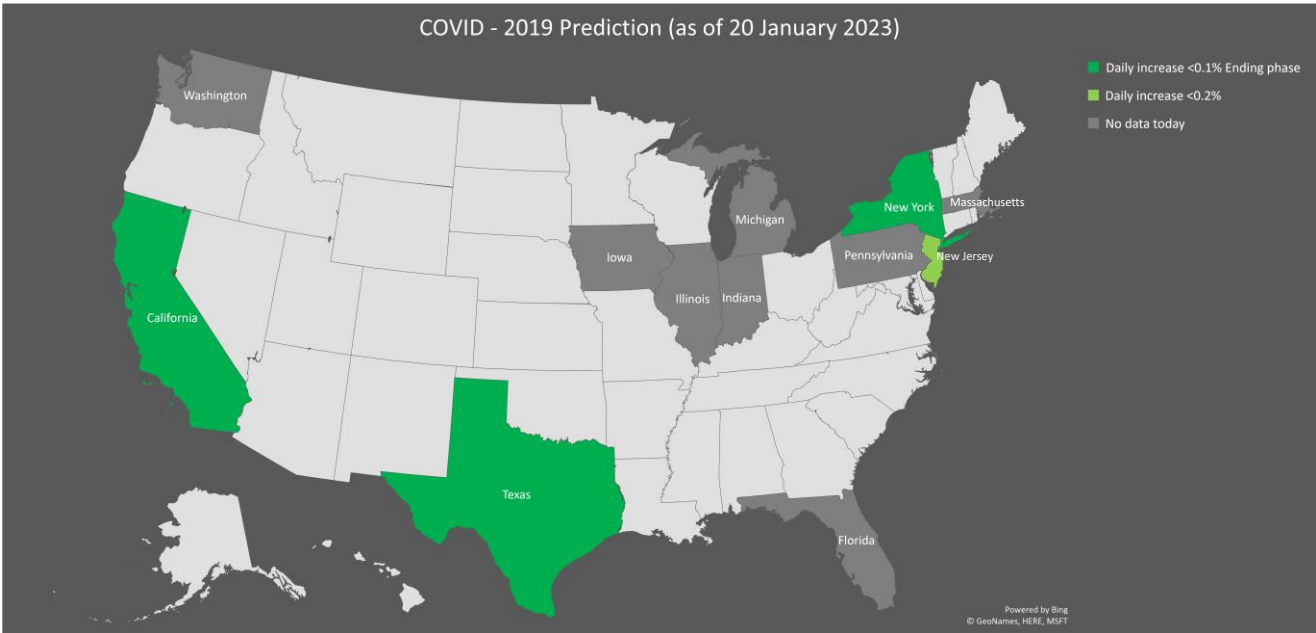 COVID - 2019 Prediction (as of 20 January 2023)
Daily increase <0.1% Ending phase
Daily increase <0.2%
No data today
Washington
Michigan
New York
Massachusetts
Iowa
Pennsylvania
New Jersey
Illinois
Indiana
California
Texas
Florida
Powered by Bing
© GeoNames, HERE, MSFT